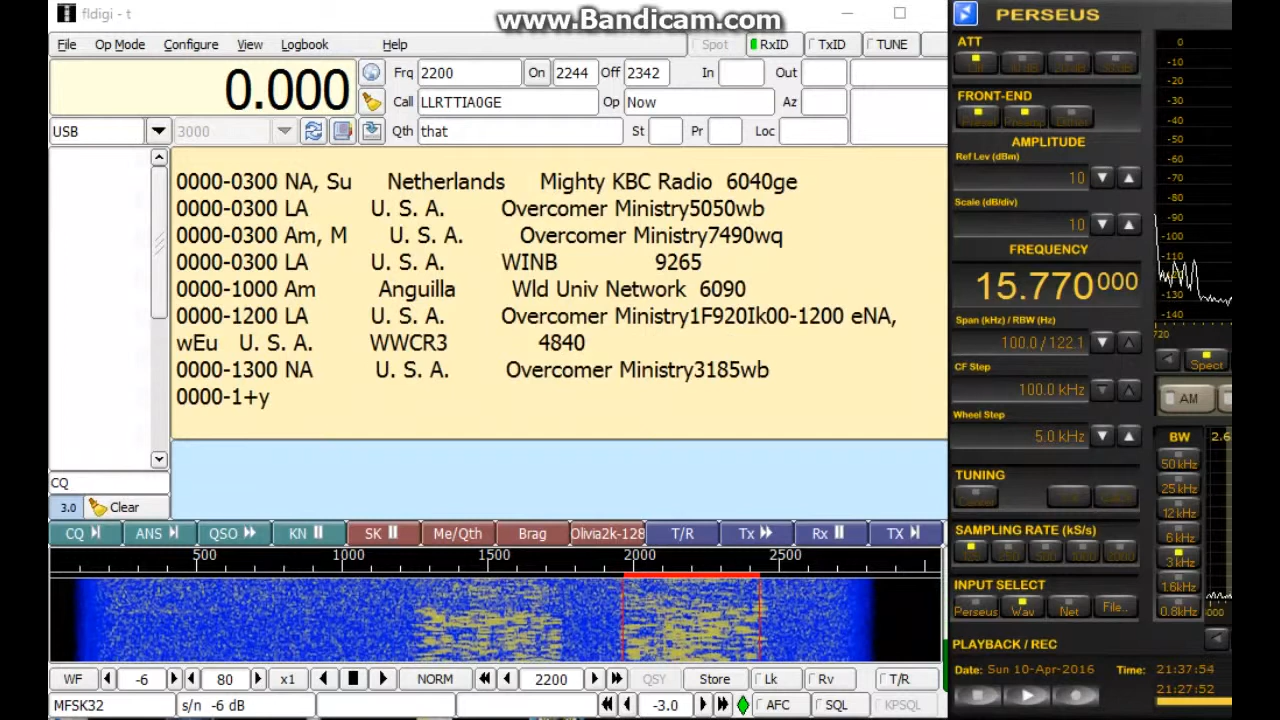 www.Bandicam.com
fldigi - t
File Op Mode Configure View Logbook Help Spot RxID TxID TUNE
0.000
Frq 2200 On 2244 Off 2342 In Out
Call LLRTTIA0GE Op Now Az
USB 3000 Qth that St Pr Loc
0000-0300 NA, Su Netherlands Mighty KBC Radio 6040ge
0000-0300 LA U. S. A. Overcomer Ministry5050wb
0000-0300 Am, M U. S. A. Overcomer Ministry7490wq
0000-0300 LA U. S. A. WINB 9265
0000-1000 Am Anguilla Wld Univ Network 6090
0000-1200 LA U. S. A. Overcomer Ministry1F920Ik00-1200 eNA,
wEu U. S. A. WWCR3 4840
0000-1300 NA U. S. A. Overcomer Ministry3185wb
0000-1+y
CQ
3.0 Clear
CQ ANS QSO KN SK Me/Qth Brag Olivia2k-128 T/R Tx Rx TX
500 1000 1500 2000 2500
WF -6 80 x1 NORM 2200 QSY Store Lk Rv T/R
MFSK32 s/n -6 dB -3.0 AFC SQL KPSQL
PERSEUS
ATT
FRONT-END
AMPLITUDE
Ref Lev (dBm)
10
Scale (dB/div)
10
FREQUENCY
15.770000
Span (kHz) / RBW (Hz)
100.0 / 122.1
CF Step
100.0 kHz
Wheel Step
5.0 kHz
TUNING
SAMPLING RATE (kS/s)
INPUT SELECT
Perseus Wav Net File..
PLAYBACK / REC
Date: Sun 10-Apr-2016 Time: 21:37:54
21:27:52
0
-10
-20
-30
-40
-50
-60
-70
-80
-90
-100
-110
-120
-130
-140
720
Spect
AM
BW 2.6
50 kHz
25 kHz
12 kHz
6 kHz
3 kHz
1.6kHz
0.8kHz
000